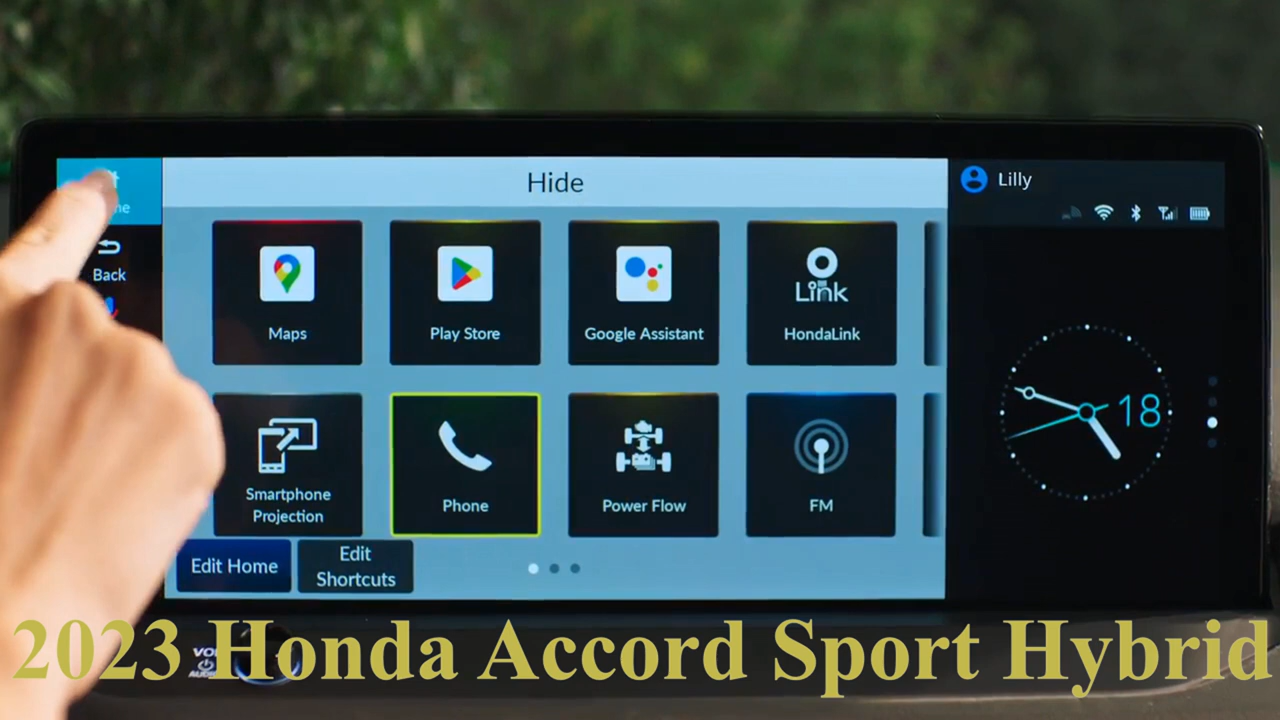 Hide
Lilly
Back
Maps
Play Store
Google Assistant
Link
HondaLink
18
Smartphone
Projection
Phone
Power Flow
FM
Edit Home
Edit
Shortcuts
2023 Honda Accord Sport Hybrid